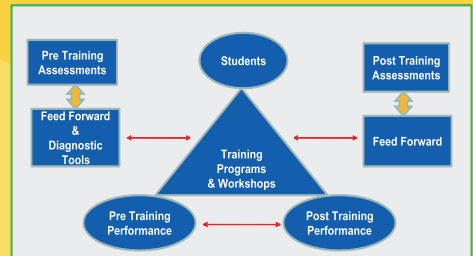 Students
Pre Training
Assessments
Post Training
Assessments
Feed Forward
&
Diagnostic
Tools
Feed Forward
Training
Programs
& Workshops
Pre Training
Performance
Post Training
Performance